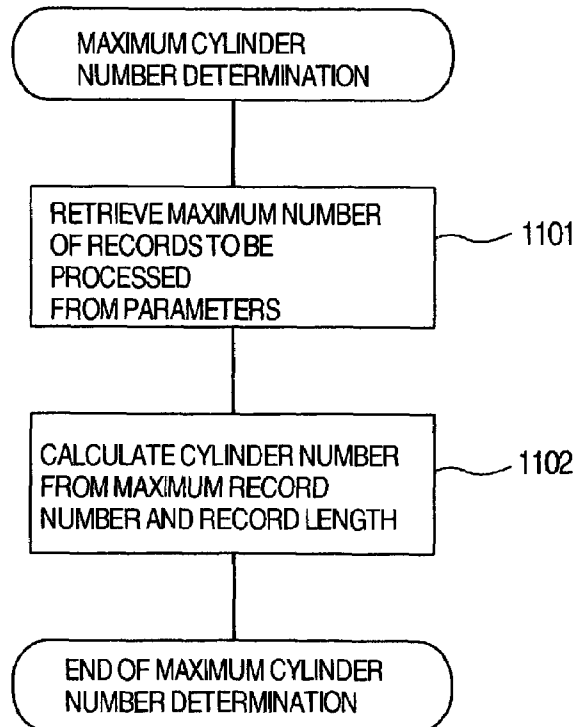 MAXIMUM CYLINDER
NUMBER DETERMINATION
RETRIEVE MAXIMUM NUMBER
OF RECORDS TO BE
PROCESSED
FROM PARAMETERS
1101
CALCULATE CYLINDER NUMBER
FROM MAXIMUM RECORD
NUMBER AND RECORD LENGTH
1102
END OF MAXIMUM CYLINDER
NUMBER DETERMINATION